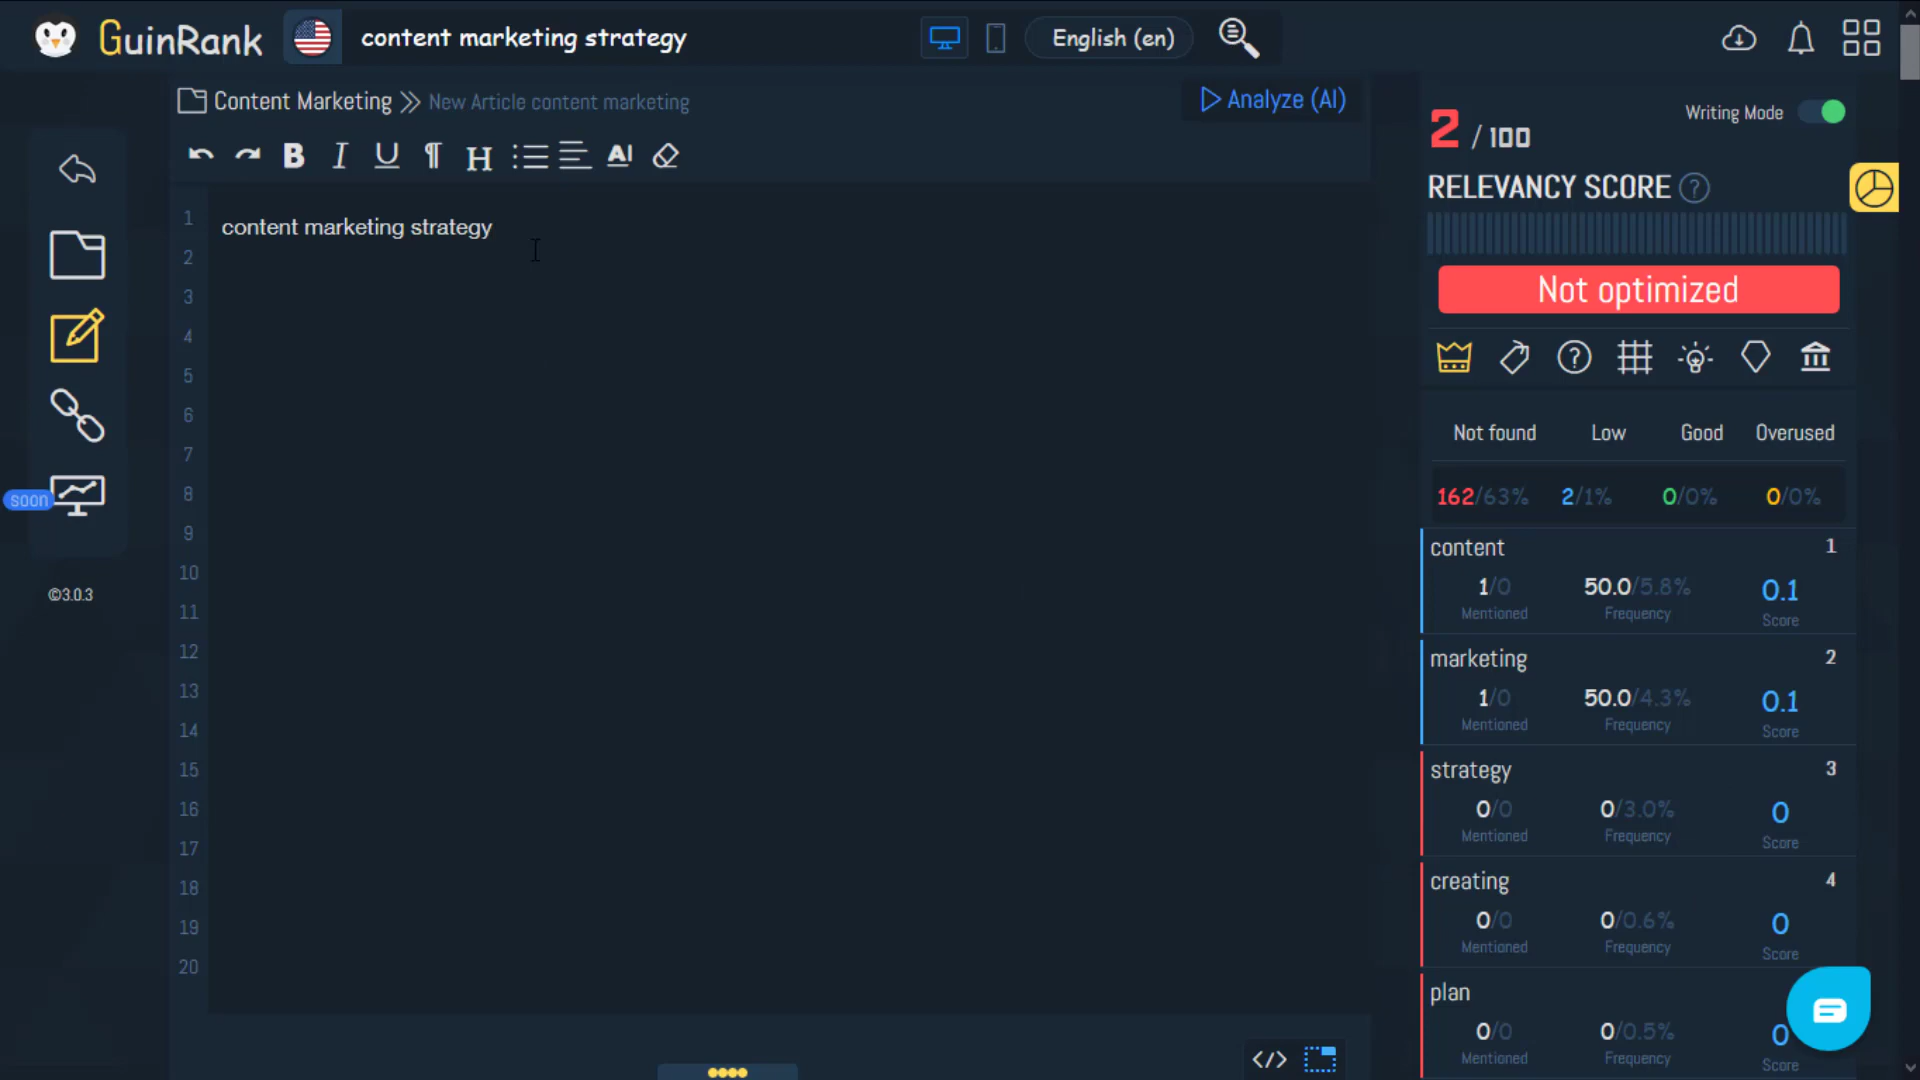 GuinRank
content marketing strategy
English (en)
Content Marketing
New Article content marketing
Analyze (AI)
B I U ¶ H AI
1
2
3
4
5
6
7
8
9
10
11
12
13
14
15
16
17
18
19
20
content marketing strategy
soon
©3.0.3
</>
2 / 100
Writing Mode
RELEVANCY SCORE ?
Not optimized
?
Not found Low Good Overused
162/63% 2/1% 0/0% 0/0%
content 1
1/0 50.0/5.8% 0.1
Mentioned Frequency Score
marketing 2
1/0 50.0/4.3% 0.1
Mentioned Frequency Score
strategy 3
0/0 0/3.0% 0
Mentioned Frequency Score
creating 4
0/0 0/0.6% 0
Mentioned Frequency Score
plan
0/0 0/0.5% 0
Mentioned Frequency Score